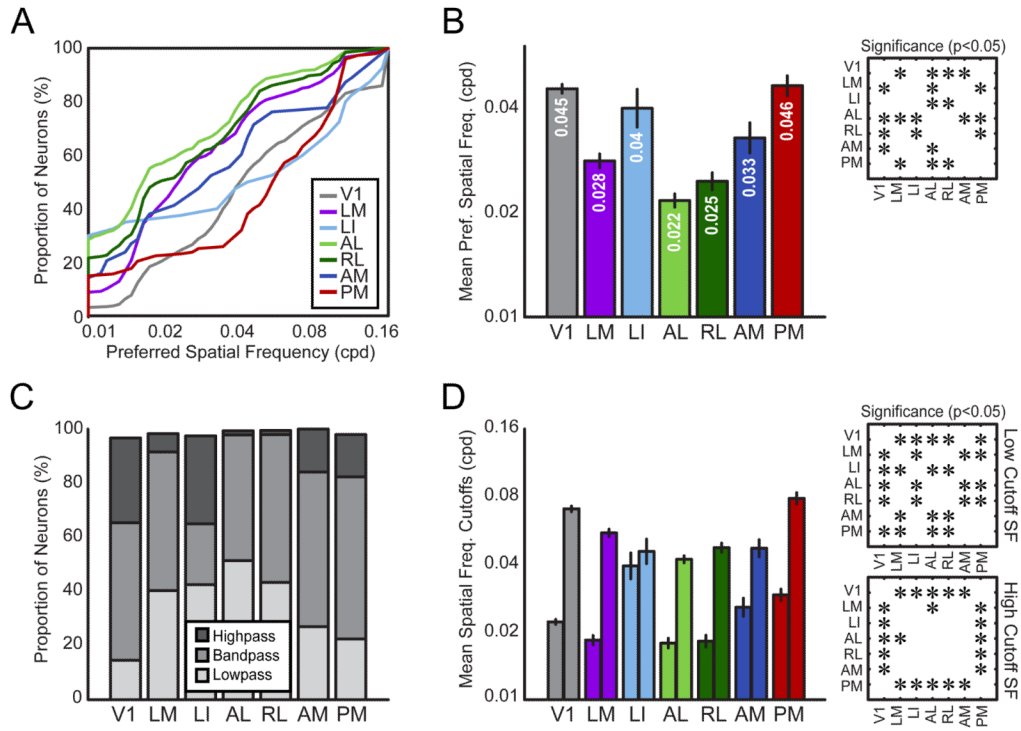 A
Proportion of Neurons (%)
100
80
60
40
20
0
V1
LM
LI
AL
RL
AM
PM
0.01 0.02 0.04 0.08 0.16
Preferred Spatial Frequency (cpd)
B
Mean Pref. Spatial Freq. (cpd)
0.04
0.02
0.01
0.045
0.028
0.04
0.022
0.025
0.033
0.046
V1 LM LI AL RL AM PM
Significance (p<0.05)
V1 * * * *
LM * * *
LI * *
AL * * * * *
RL * * *
AM * *
PM * * *
V1 LM LI AL RL AM PM
C
Proportion of Neurons (%)
100
80
60
40
20
0
Highpass
Bandpass
Lowpass
V1 LM LI AL RL AM PM
D
Mean Spatial Freq. Cutoffs (cpd)
0.16
0.08
0.04
0.02
0.01
V1 LM LI AL RL AM PM
Significance (p<0.05)
V1 * * * *
LM * * * *
LI * * * *
AL * * * *
RL * * * *
AM * * *
PM * * * *
V1 LM LI AL RL AM PM
Low Cutoff SF
V1 * * * * * *
LM * * *
LI * *
AL * * *
RL * *
AM * *
PM * * * * *
V1 LM LI AL RL AM PM
High Cutoff SF